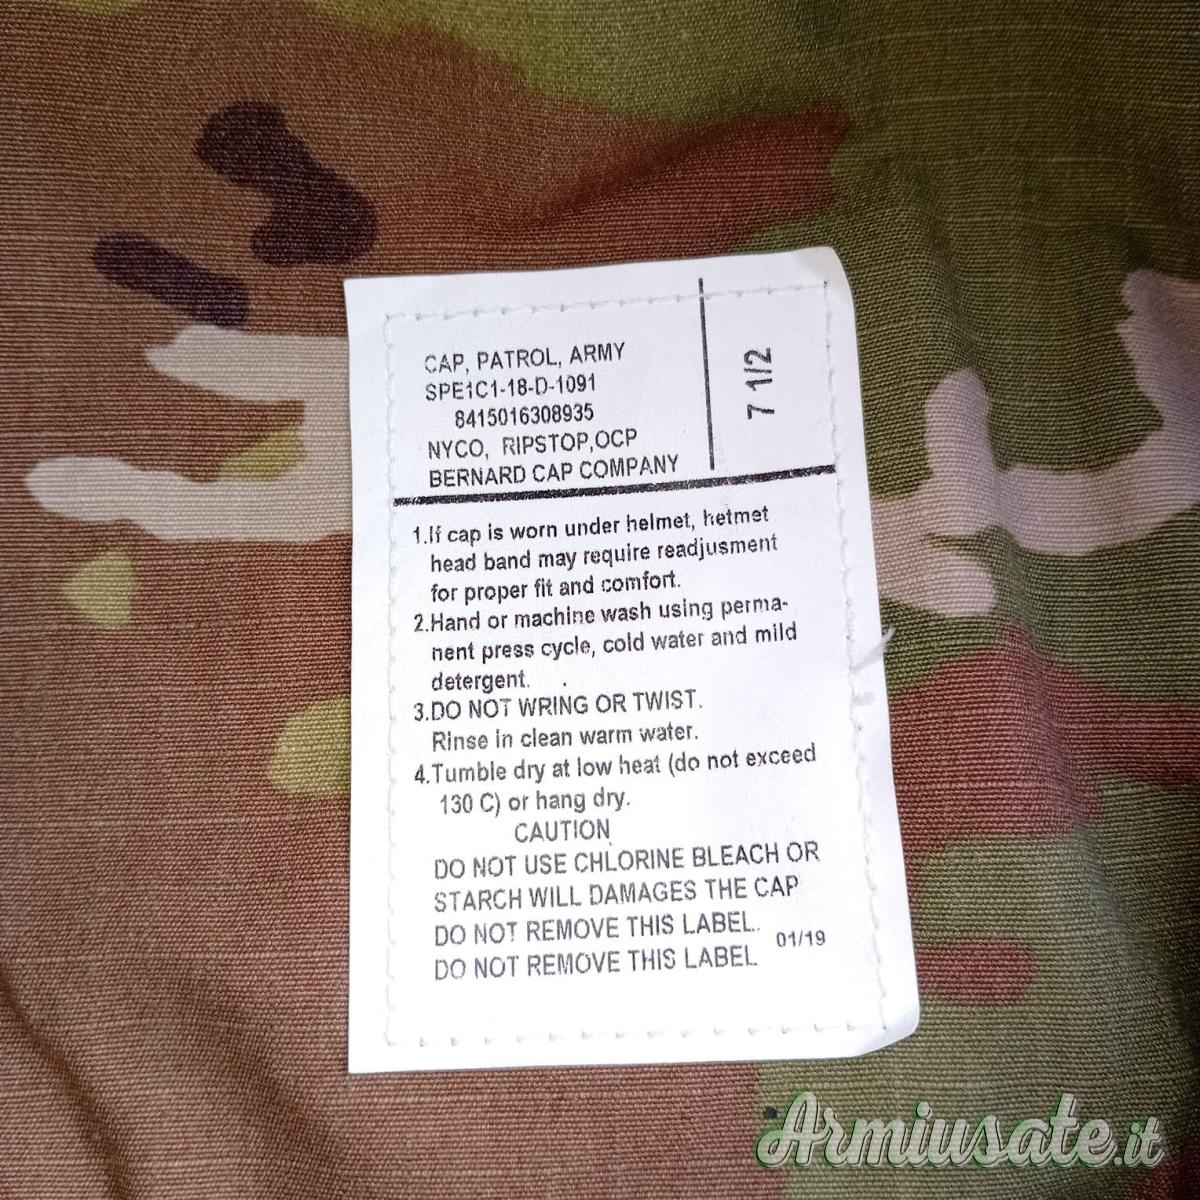 CAP, PATROL, ARMY
SPE1C1-18-D-1091
8415016308935
NYCO, RIPSTOP,OCP
BERNARD CAP COMPANY
7 1/2
1.If cap is worn under helmet, helmet
head band may require readjusment
for proper fit and comfort.
2.Hand or machine wash using perma-
nent press cycle, cold water and mild
detergent.
3.DO NOT WRING OR TWIST.
Rinse in clean warm water.
4.Tumble dry at low heat (do not exceed
130 C) or hang dry.
CAUTION
DO NOT USE CHLORINE BLEACH OR
STARCH WILL DAMAGES THE CAP
DO NOT REMOVE THIS LABEL.
DO NOT REMOVE THIS LABEL.
01/19
Armiusate.it